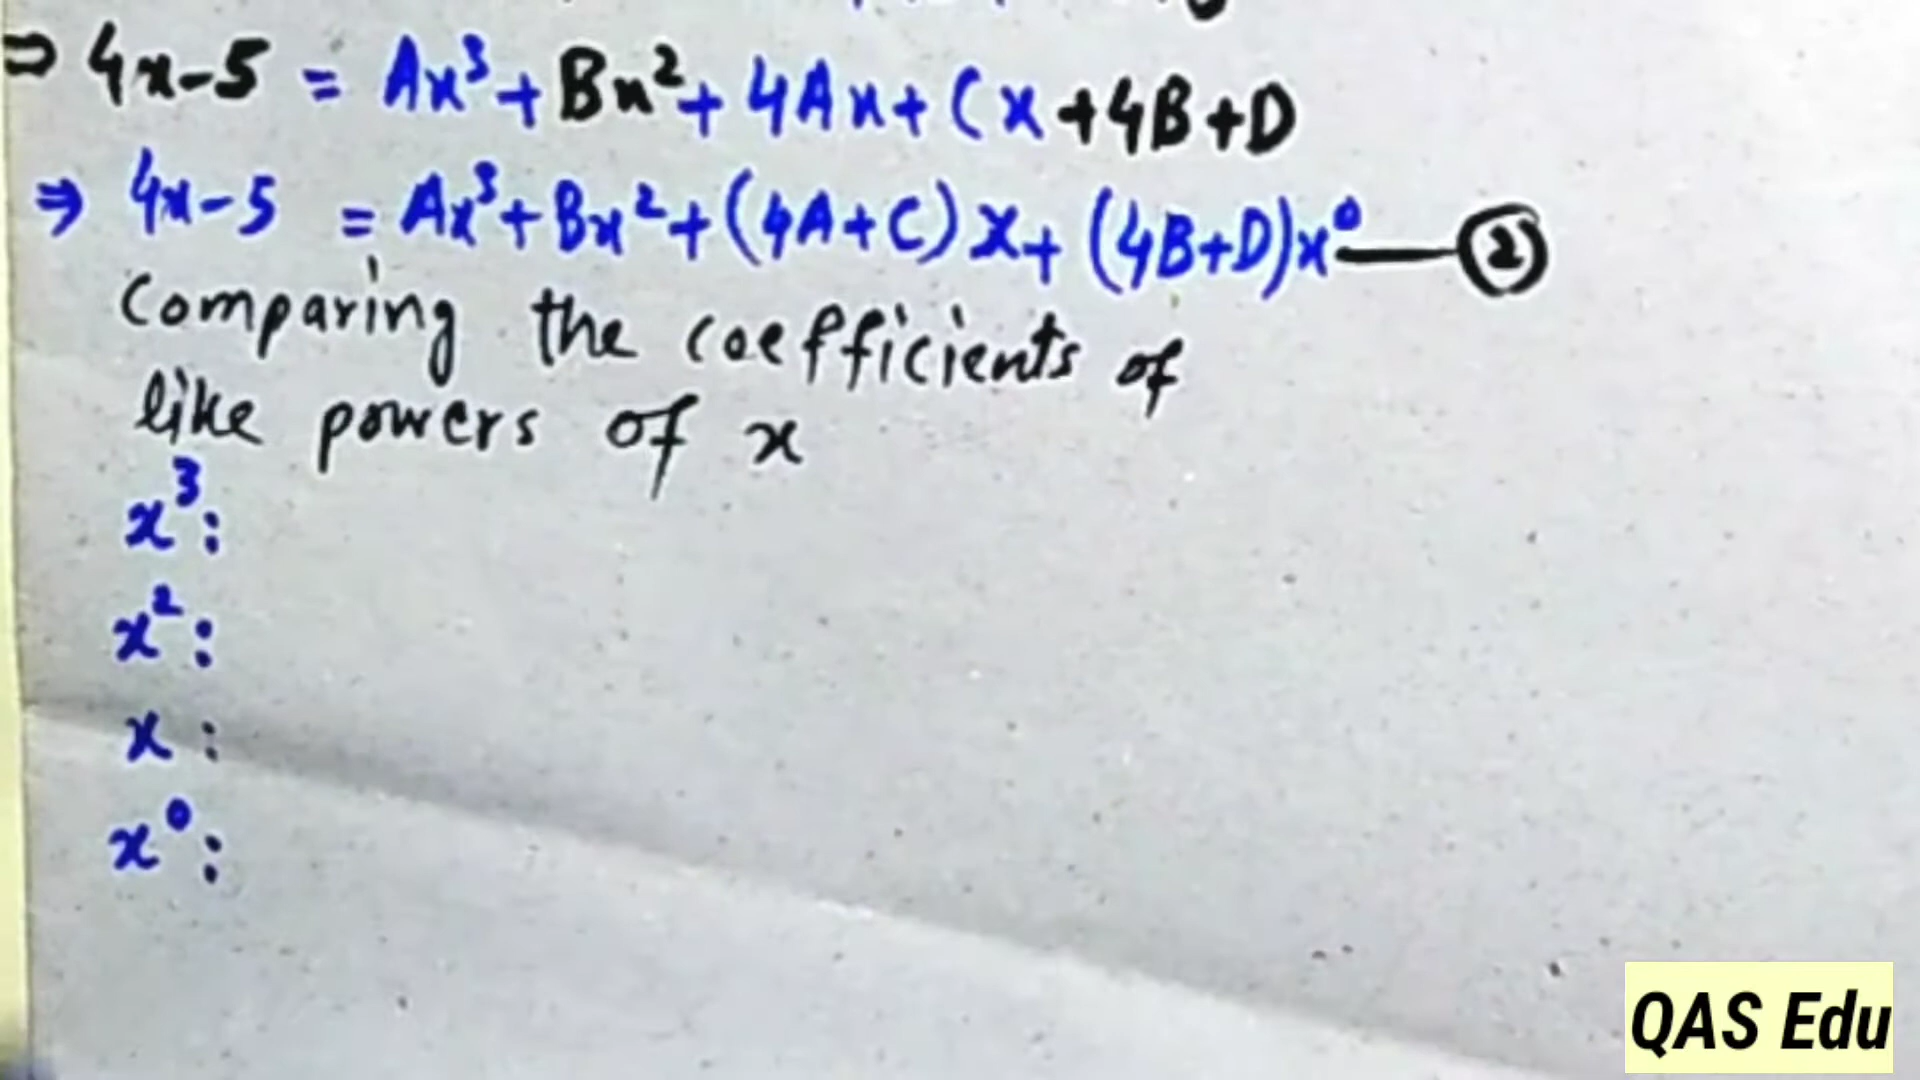 ⇒ 4x-5 = Ax³ + Bx² + 4Ax + Cx + 4B + D
⇒ 4x-5 = Ax³ + Bx² + (4A+C)x + (4B+D)x⁰ — ②
Comparing the coefficients of
like powers of x
x³:
x²:
x :
x⁰:
QAS Edu